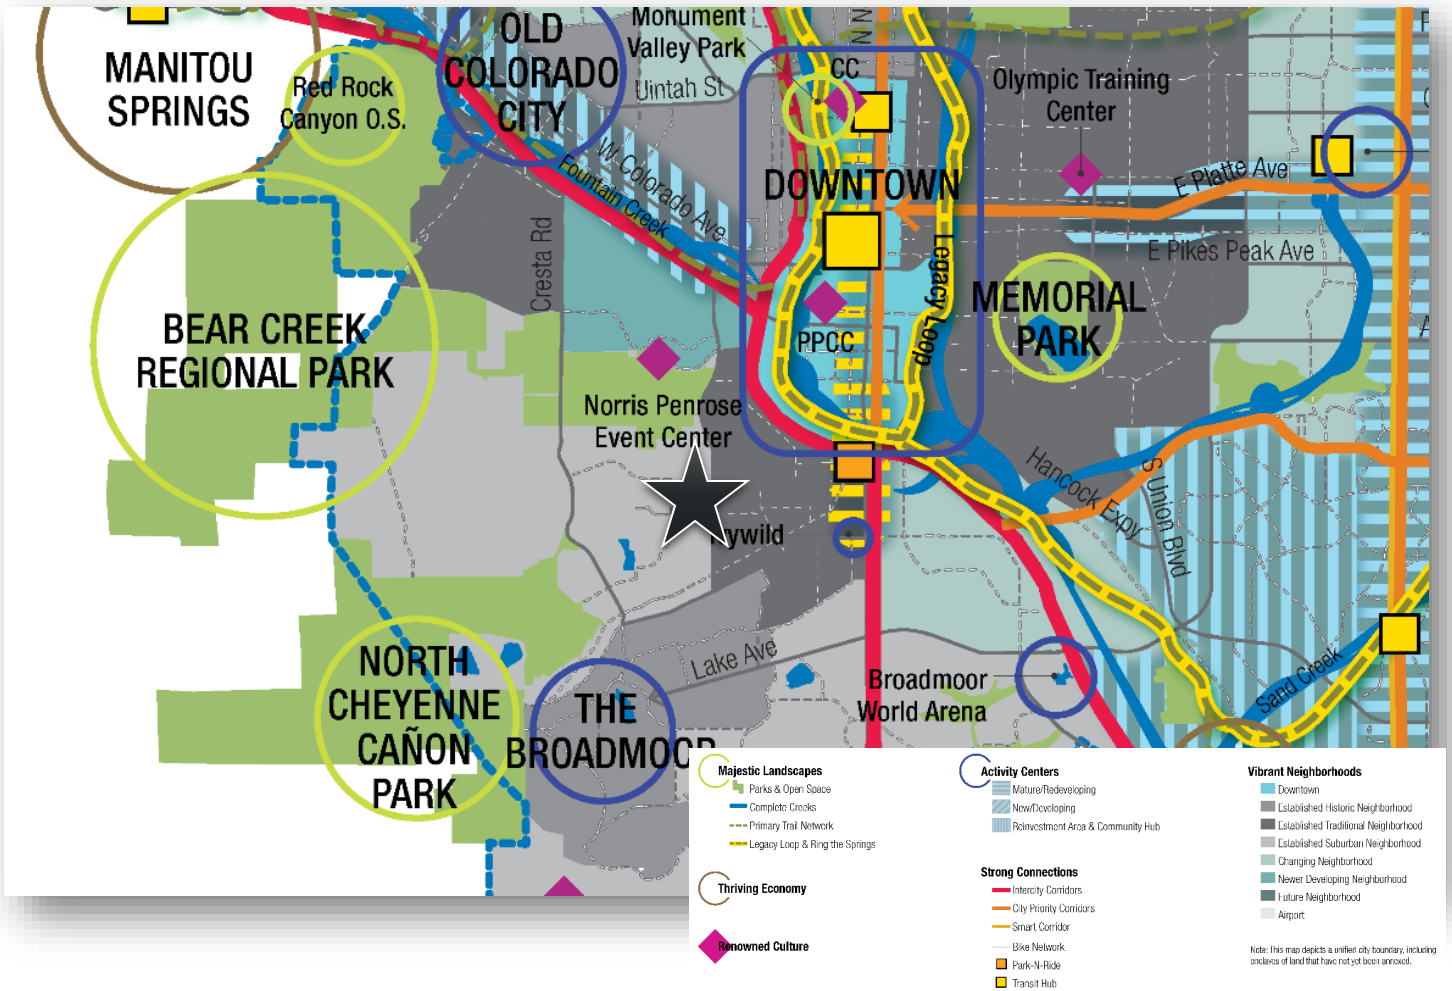 MANITOU
SPRINGS
Red Rock
Canyon O.S.
OLD
COLORADO
CITY
Monument
Valley Park
Uintah St
CC
Olympic Training
Center
W. Colorado Ave
Fountain Creek
DOWNTOWN
E Platte Ave
E Pikes Peak Ave
Cresta Rd
Legacy Loop
BEAR CREEK
REGIONAL PARK
MEMORIAL
PARK
PPCC
Norris Penrose
Event Center
Hancock Expy
S Union Blvd
Ivywild
NORTH
CHEYENNE
CAÑON
PARK
THE
BROADMOOR
Lake Ave
Broadmoor
World Arena
Sand Creek
Majestic Landscapes
Parks & Open Space
Complete Creeks
Primary Trail Network
Legacy Loop & Ring the Springs
Thriving Economy
Renowned Culture
Activity Centers
Mature/Redeveloping
New/Developing
Reinvestment Area & Community Hub
Strong Connections
Intercity Corridors
City Priority Corridors
Smart Corridor
Bike Network
Park-N-Ride
Transit Hub
Vibrant Neighborhoods
Downtown
Established Historic Neighborhood
Established Traditional Neighborhood
Established Suburban Neighborhood
Changing Neighborhood
Newer Developing Neighborhood
Future Neighborhood
Airport
Note: This map depicts a unified city boundary, including
enclaves of land that have not yet been annexed.